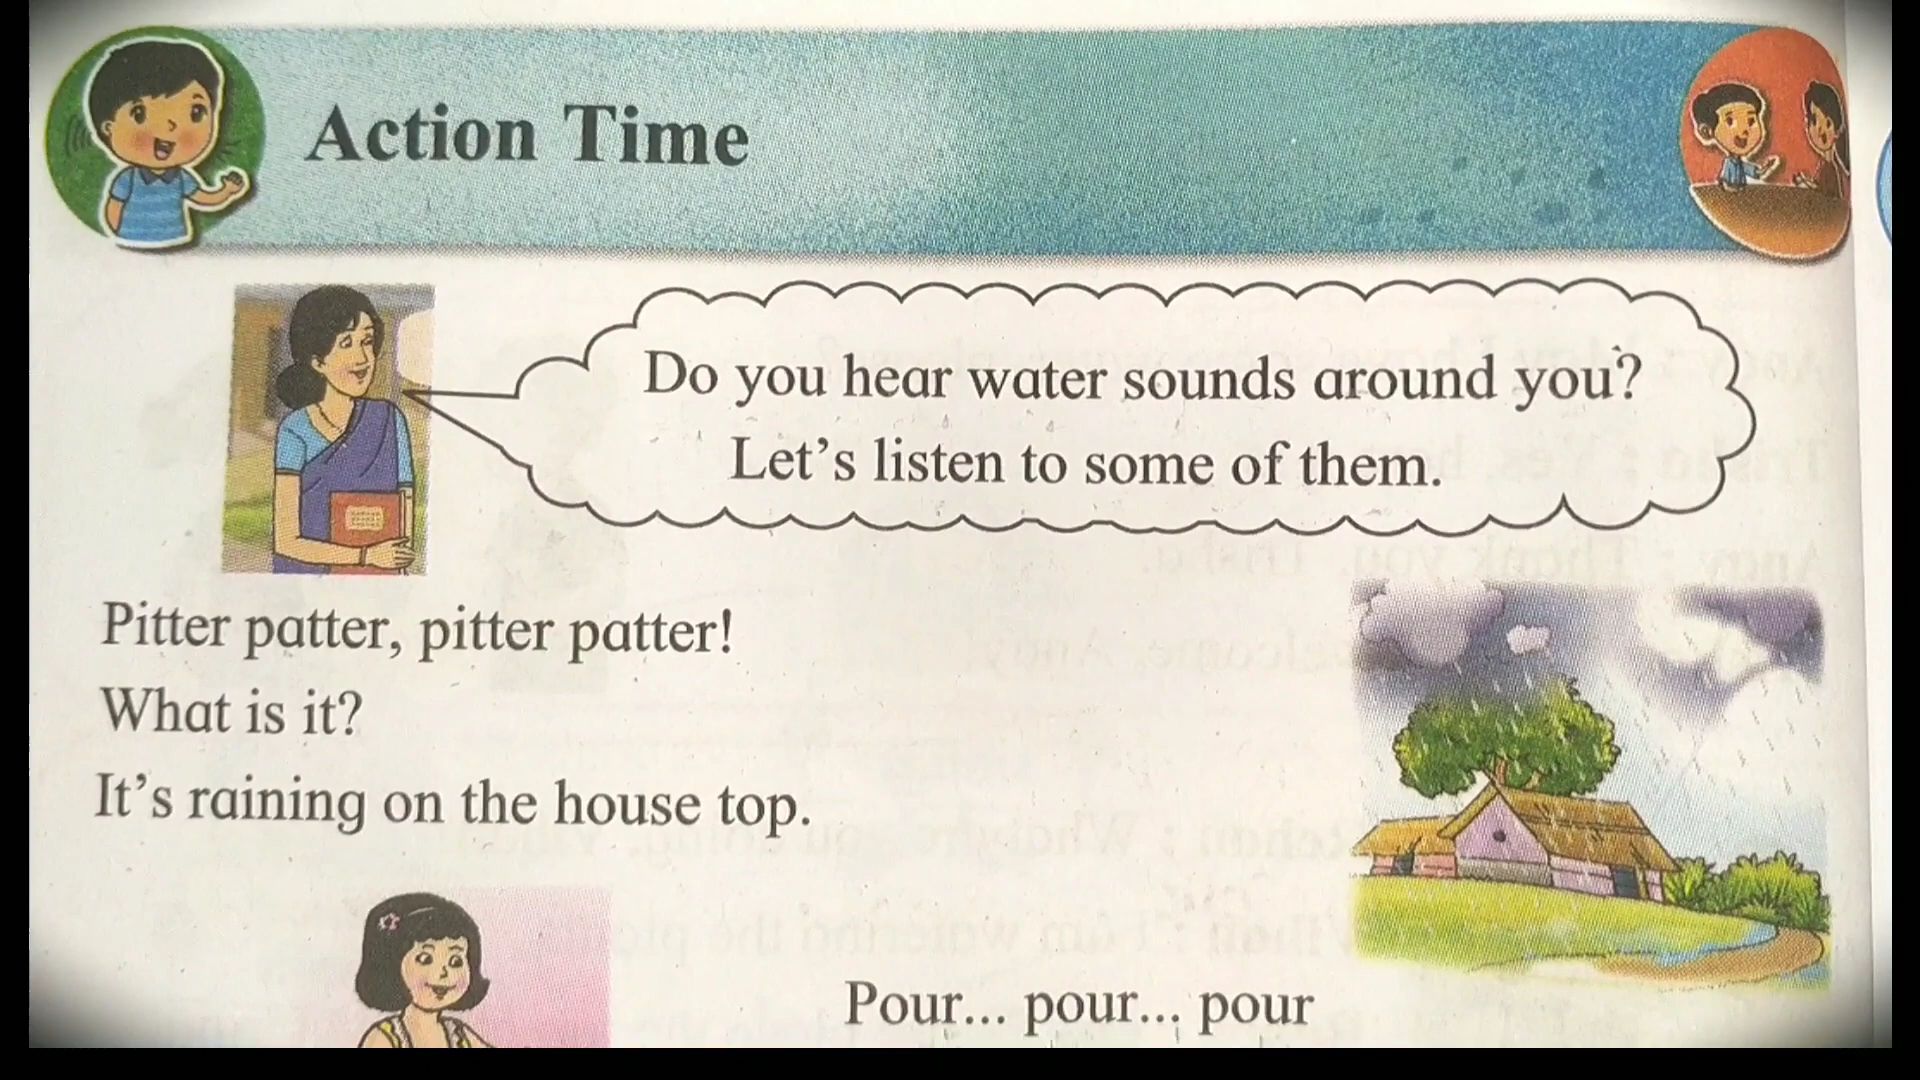 Action Time
Do you hear water sounds around you?
Let's listen to some of them.
Pitter patter, pitter patter!
What is it?
It's raining on the house top.
Pour... pour... pour